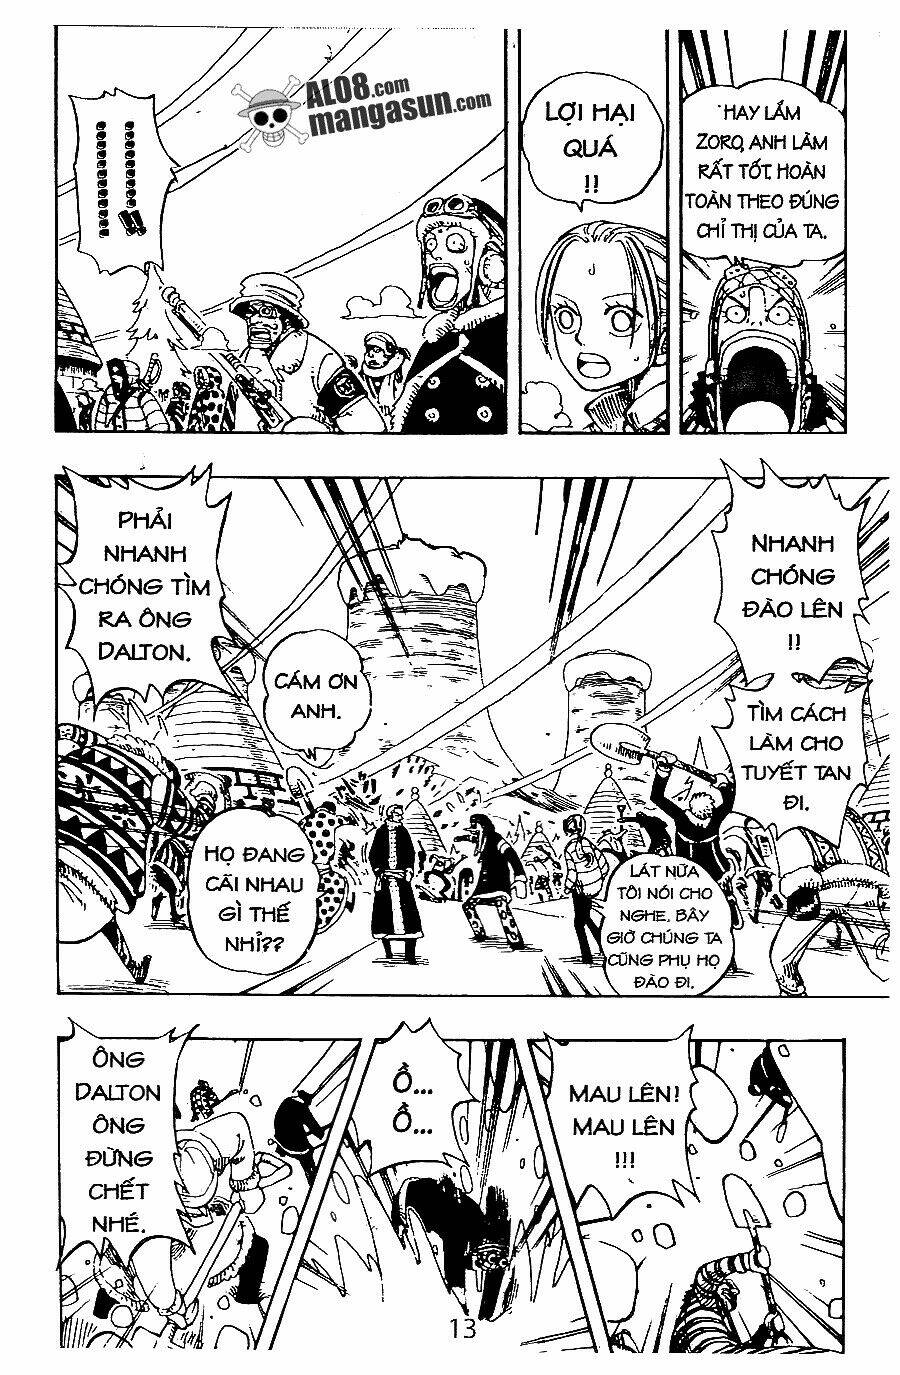 HAY LẮM
ZORO, ANH LÀM
RẤT TỐT. HOÀN
TOÀN THEO ĐÚNG
CHỈ THỊ CỦA TA.
LỢI HẠI
QUÁ
!!
AL08.com
mangasun.com
NHANH
CHÓNG
ĐÀO LÊN
!!
TÌM CÁCH
LÀM CHO
TUYẾT TAN
ĐI.
PHẢI
NHANH
CHÓNG TÌM
RA ÔNG
DALTON.
CÁM ƠN
ANH.
HỌ ĐANG
CÃI NHAU
GÌ THẾ
NHỈ??
LÁT NỮA
TÔI NÓI CHO
NGHE. BÂY
GIỜ CHÚNG TA
CŨNG PHỤ HỌ
ĐÀO ĐI.
MAU LÊN!
MAU LÊN
!!!
Ồ...
Ồ...
ÔNG
DALTON
ÔNG
ĐỪNG
CHẾT
NHÉ.
13